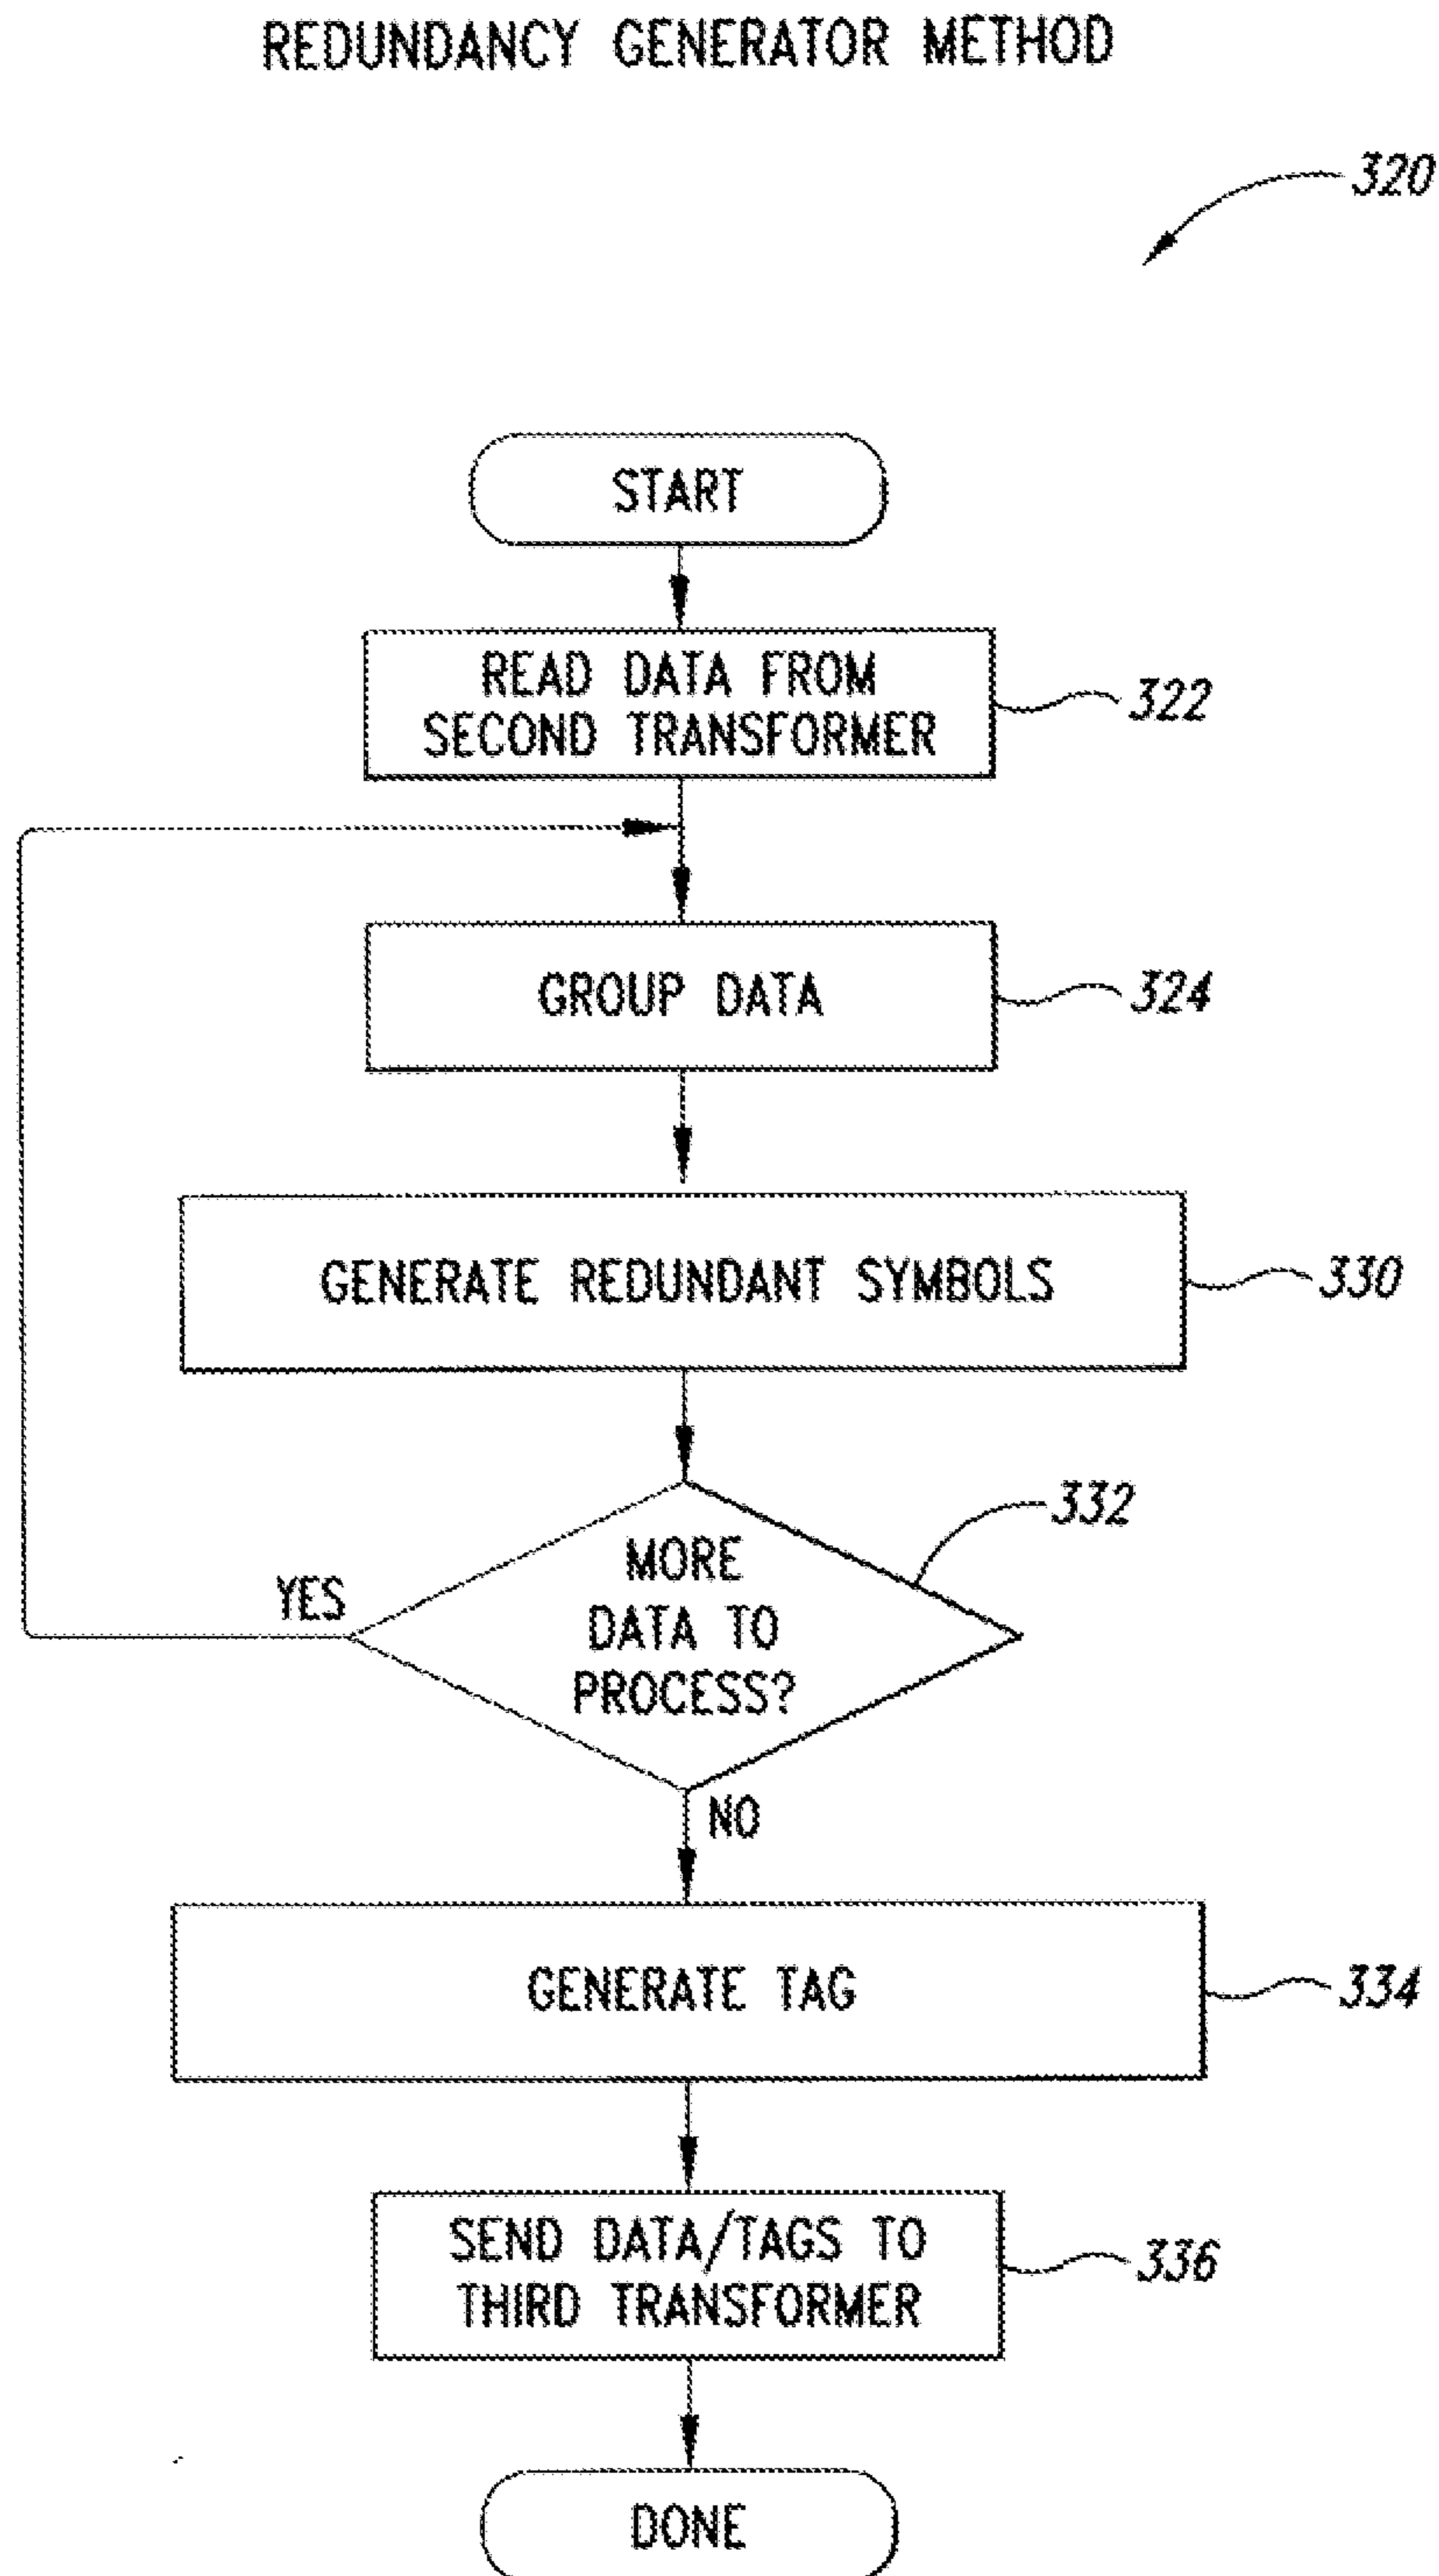 REDUNDANCY GENERATOR METHOD
320
START
READ DATA FROM
SECOND TRANSFORMER
322
GROUP DATA
324
GENERATE REDUNDANT SYMBOLS
330
332
MORE
DATA TO
PROCESS?
YES
NO
GENERATE TAG
334
SEND DATA/TAGS TO
THIRD TRANSFORMER
336
DONE